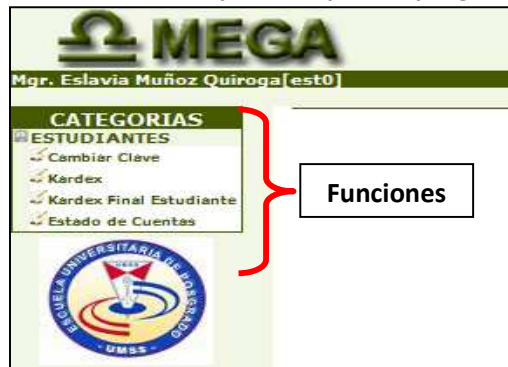 MEGA
Mgr. Eslavia Muñoz Quiroga[est0]
CATEGORIAS
ESTUDIANTES
Cambiar Clave
Kardex
Kardex Final Estudiante
Estado de Cuentas
Funciones
ESCUELA UNIVERSITARIA DE POSGRADO
UMSS